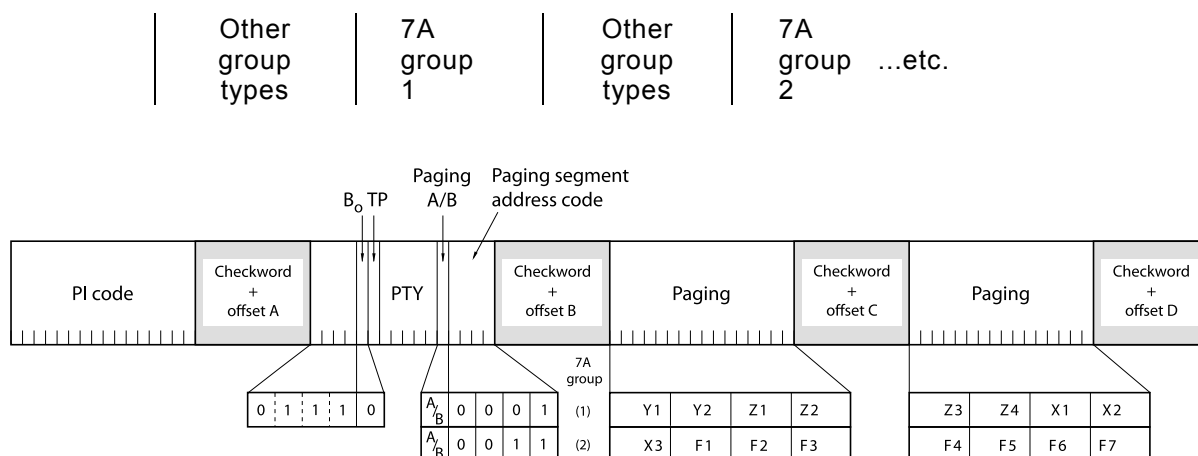 Other 7A Other 7A
group group group group ...etc.
types 1 types 2
Paging Paging segment
B₀ TP A/B address code
Checkword Checkword Checkword Checkword
PI code + PTY + Paging + Paging +
offset A offset B offset C offset D
7A
group
0 1 1 1 0 A/B 0 0 0 1 (1) Y1 Y2 Z1 Z2 Z3 Z4 X1 X2
A/B 0 0 1 1 (2) X3 F1 F2 F3 F4 F5 F6 F7